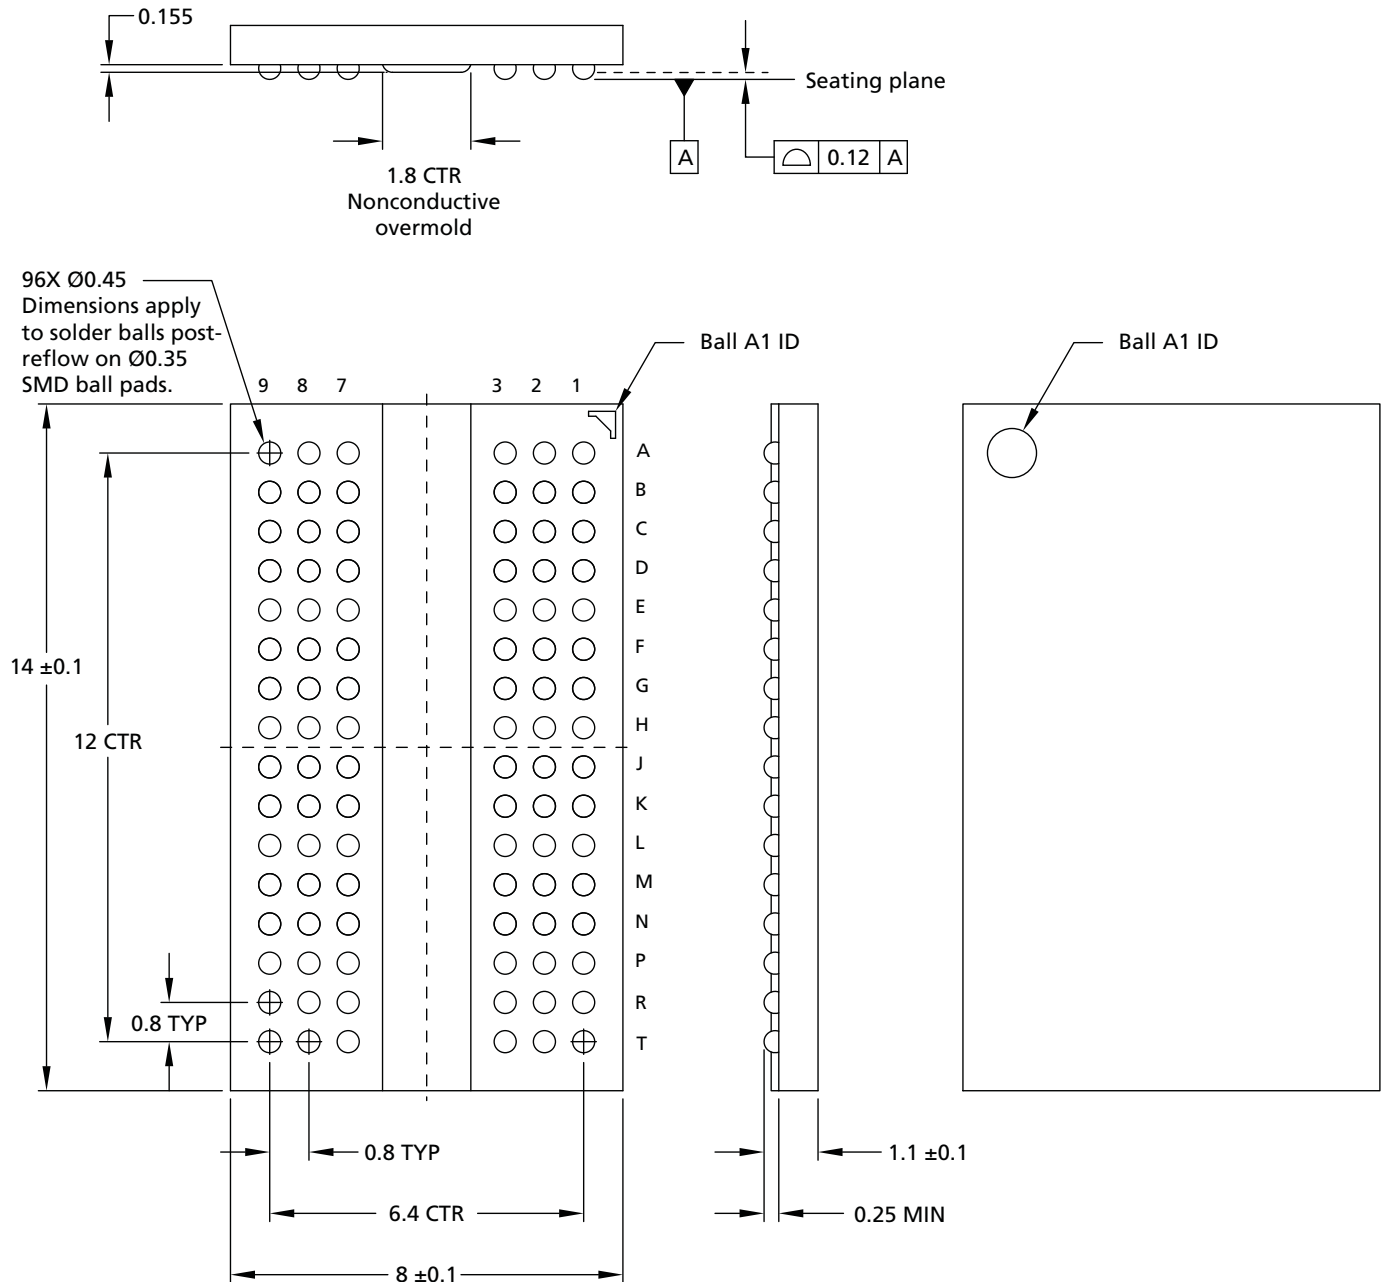 0.155
Seating plane
A
0.12 A
1.8 CTR
Nonconductive
overmold
96X Ø0.45
Dimensions apply
to solder balls post-
reflow on Ø0.35
SMD ball pads.
Ball A1 ID
Ball A1 ID
9 8 7 3 2 1
A
B
C
D
E
F
G
14 ±0.1
H
12 CTR
J
K
L
M
N
P
R
0.8 TYP
T
0.8 TYP
1.1 ±0.1
6.4 CTR
0.25 MIN
8 ±0.1